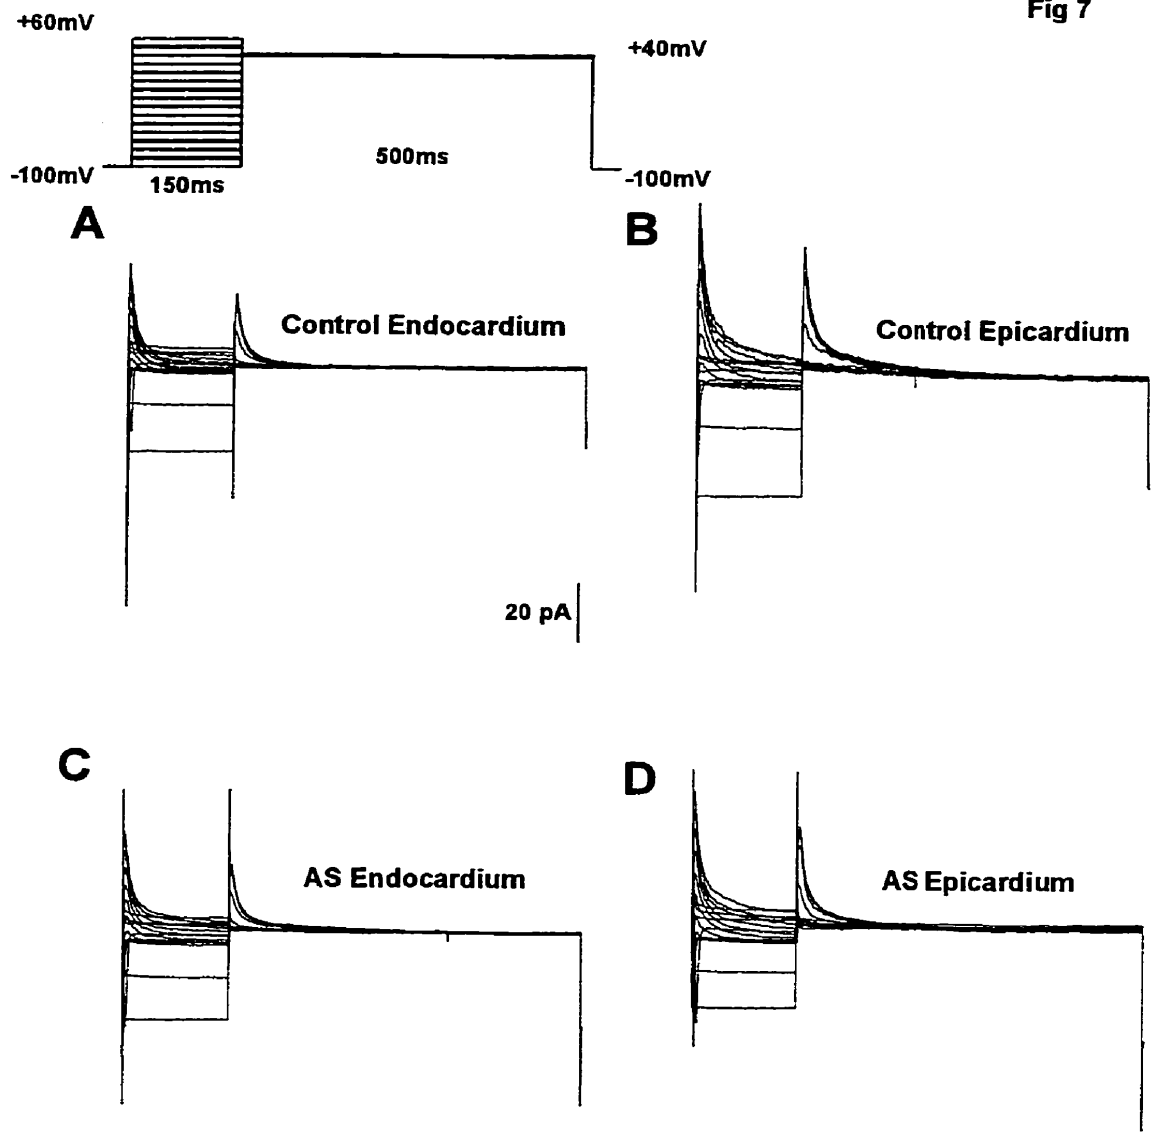 Fig 7
+60mV
+40mV
500ms
-100mV
150ms
-100mV
A
B
Control Endocardium
Control Epicardium
20 pA
C
D
AS Endocardium
AS Epicardium